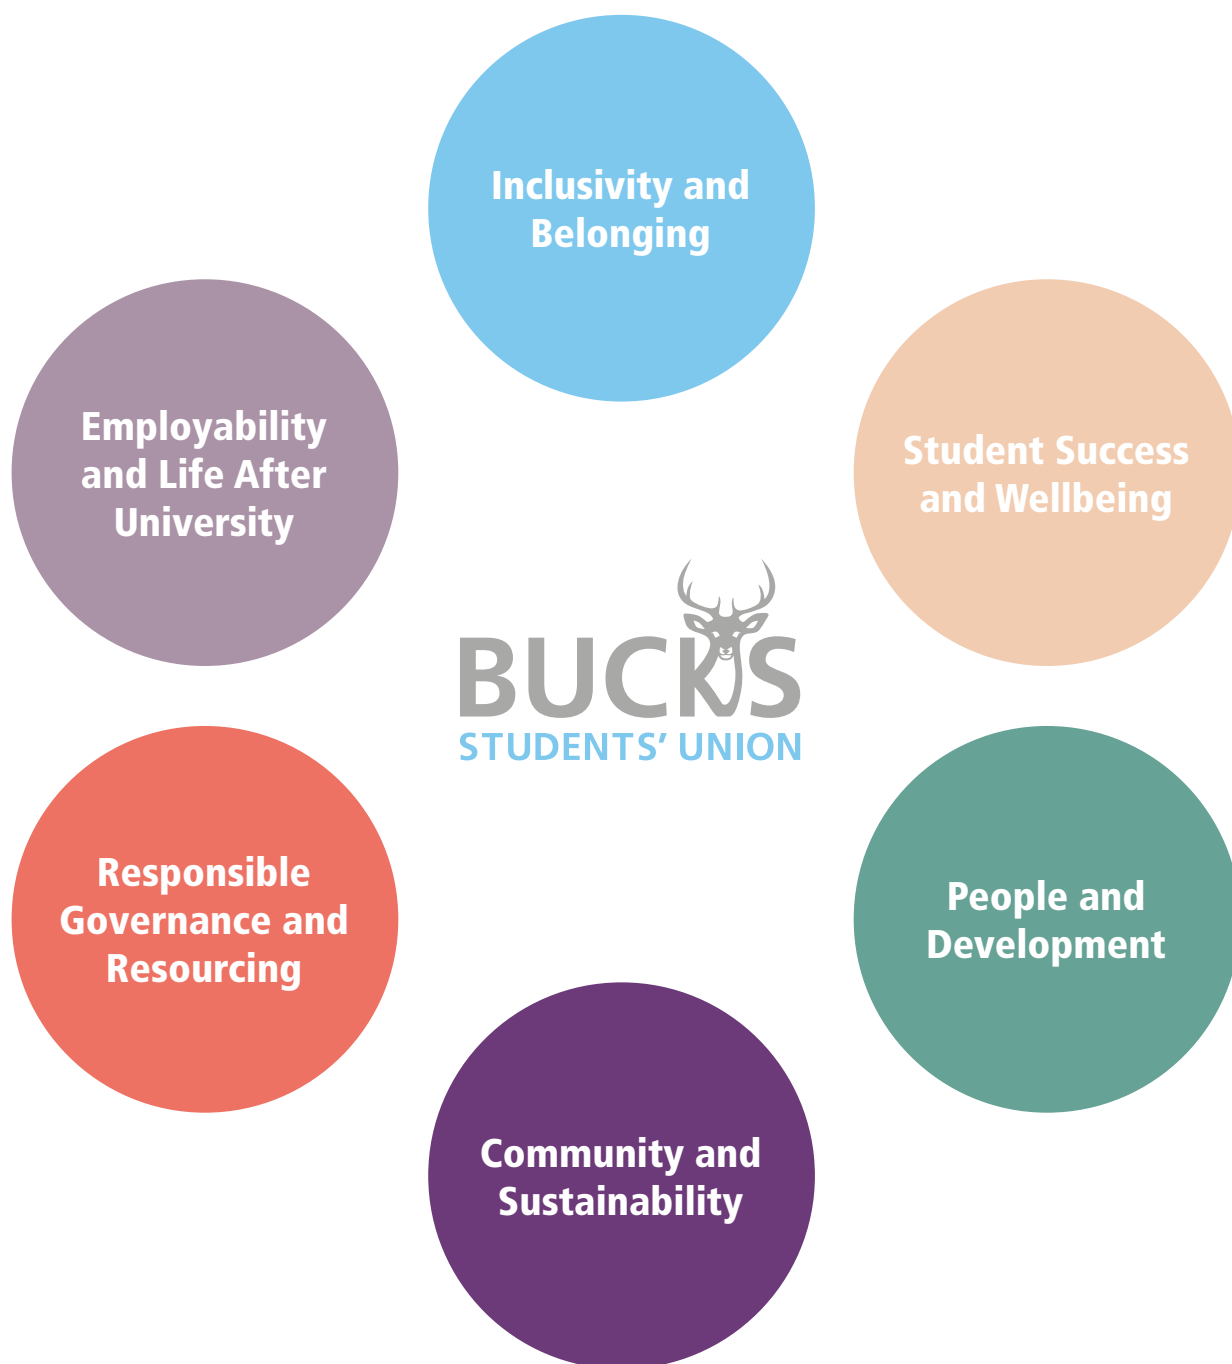 Inclusivity and
Belonging
Student Success
and Wellbeing
People and
Development
Community and
Sustainability
Responsible
Governance and
Resourcing
Employability
and Life After
University
BUCKS
STUDENTS’ UNION